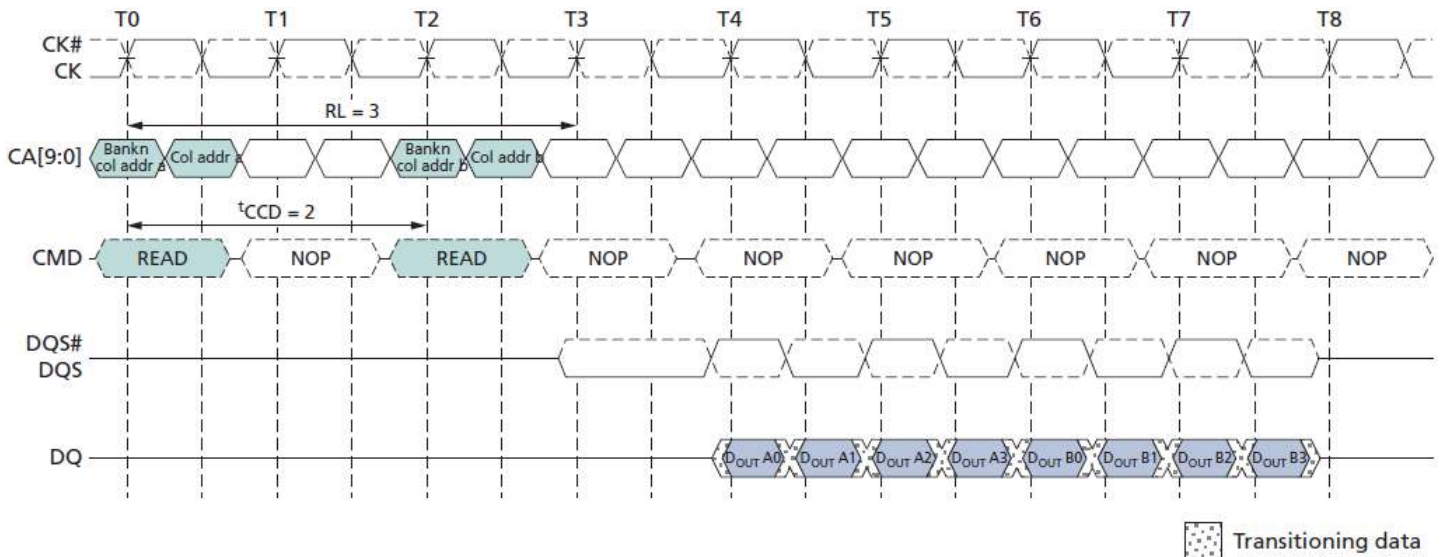 T0 T1 T2 T3 T4 T5 T6 T7 T8
CK#
CK
RL = 3
CA[9:0]
Bankn
col addr a
Col addr a
Bankn
col addr b
Col addr b
tCCD = 2
CMD READ NOP READ NOP NOP NOP NOP NOP NOP
DQS#
DQS
DQ DOUT A0 DOUT A1 DOUT A2 DOUT A3 DOUT B0 DOUT B1 DOUT B2 DOUT B3
Transitioning data